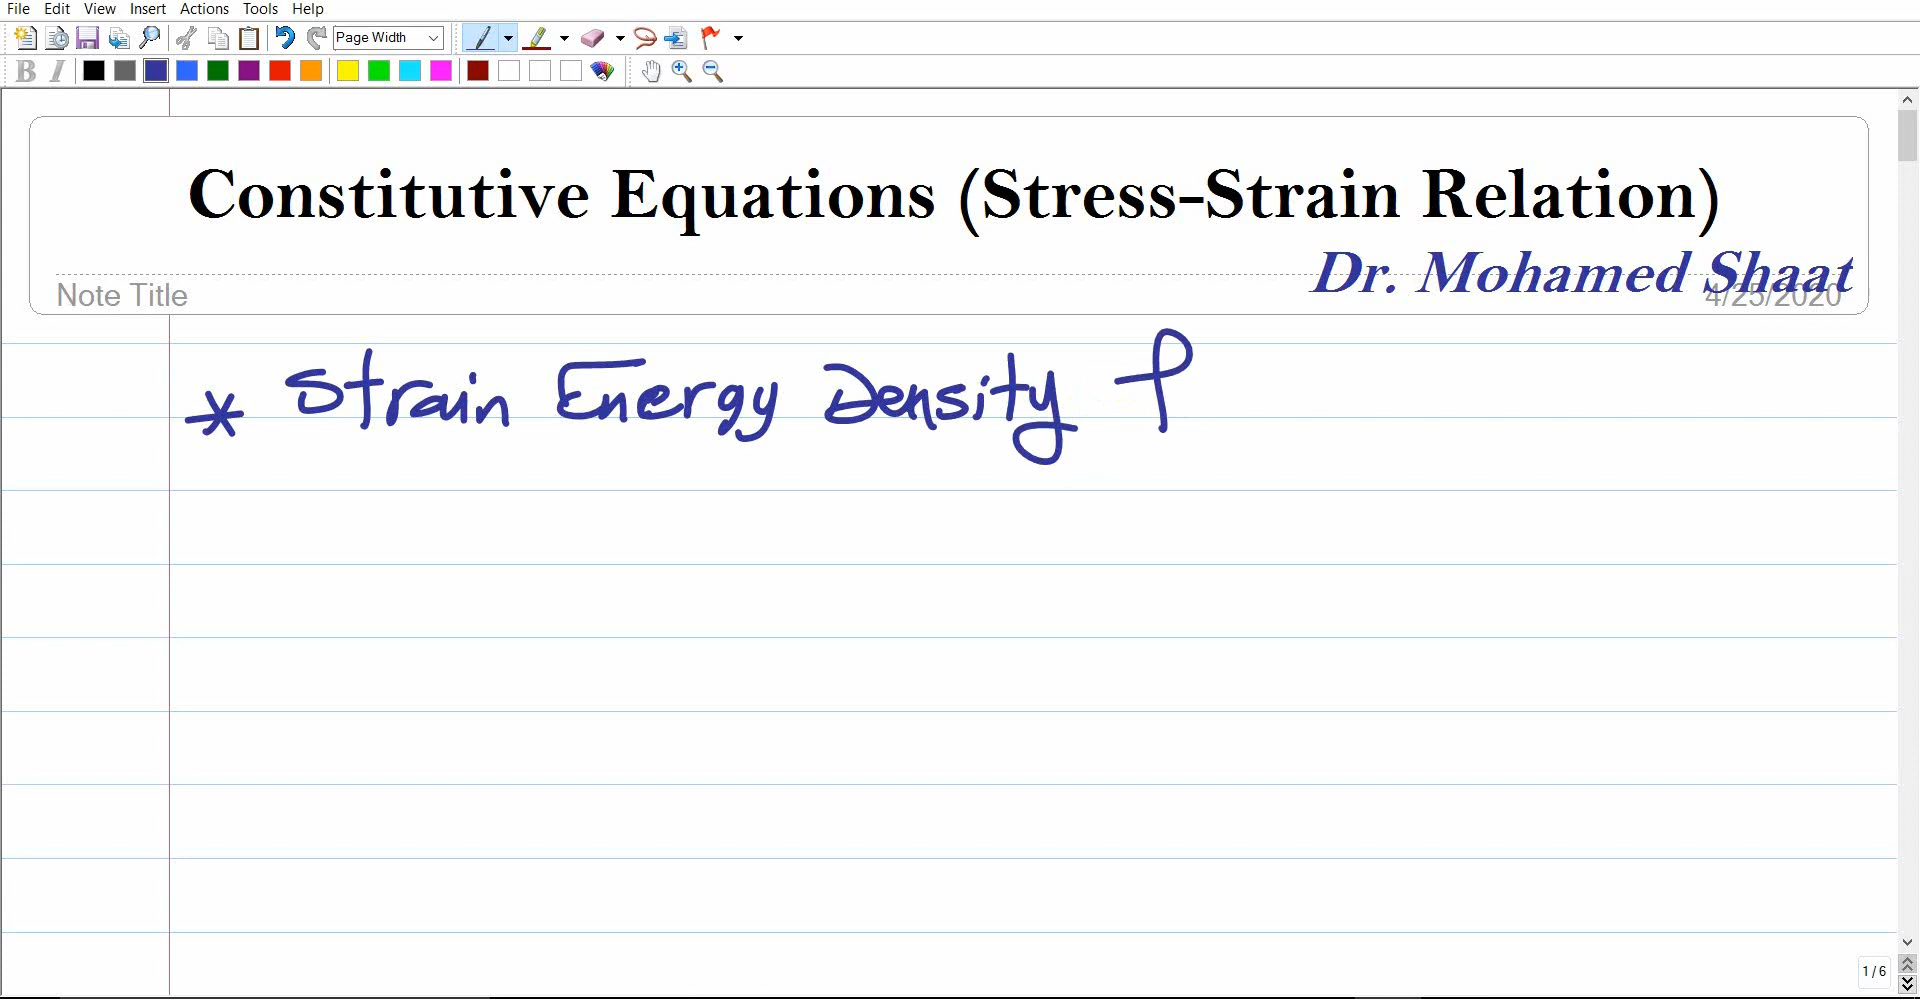 File Edit View Insert Actions Tools Help
Page Width
B I
Constitutive Equations (Stress-Strain Relation)
Dr. Mohamed Shaat
Note Title 4/25/2020
* Strain Energy Density f
1 / 6